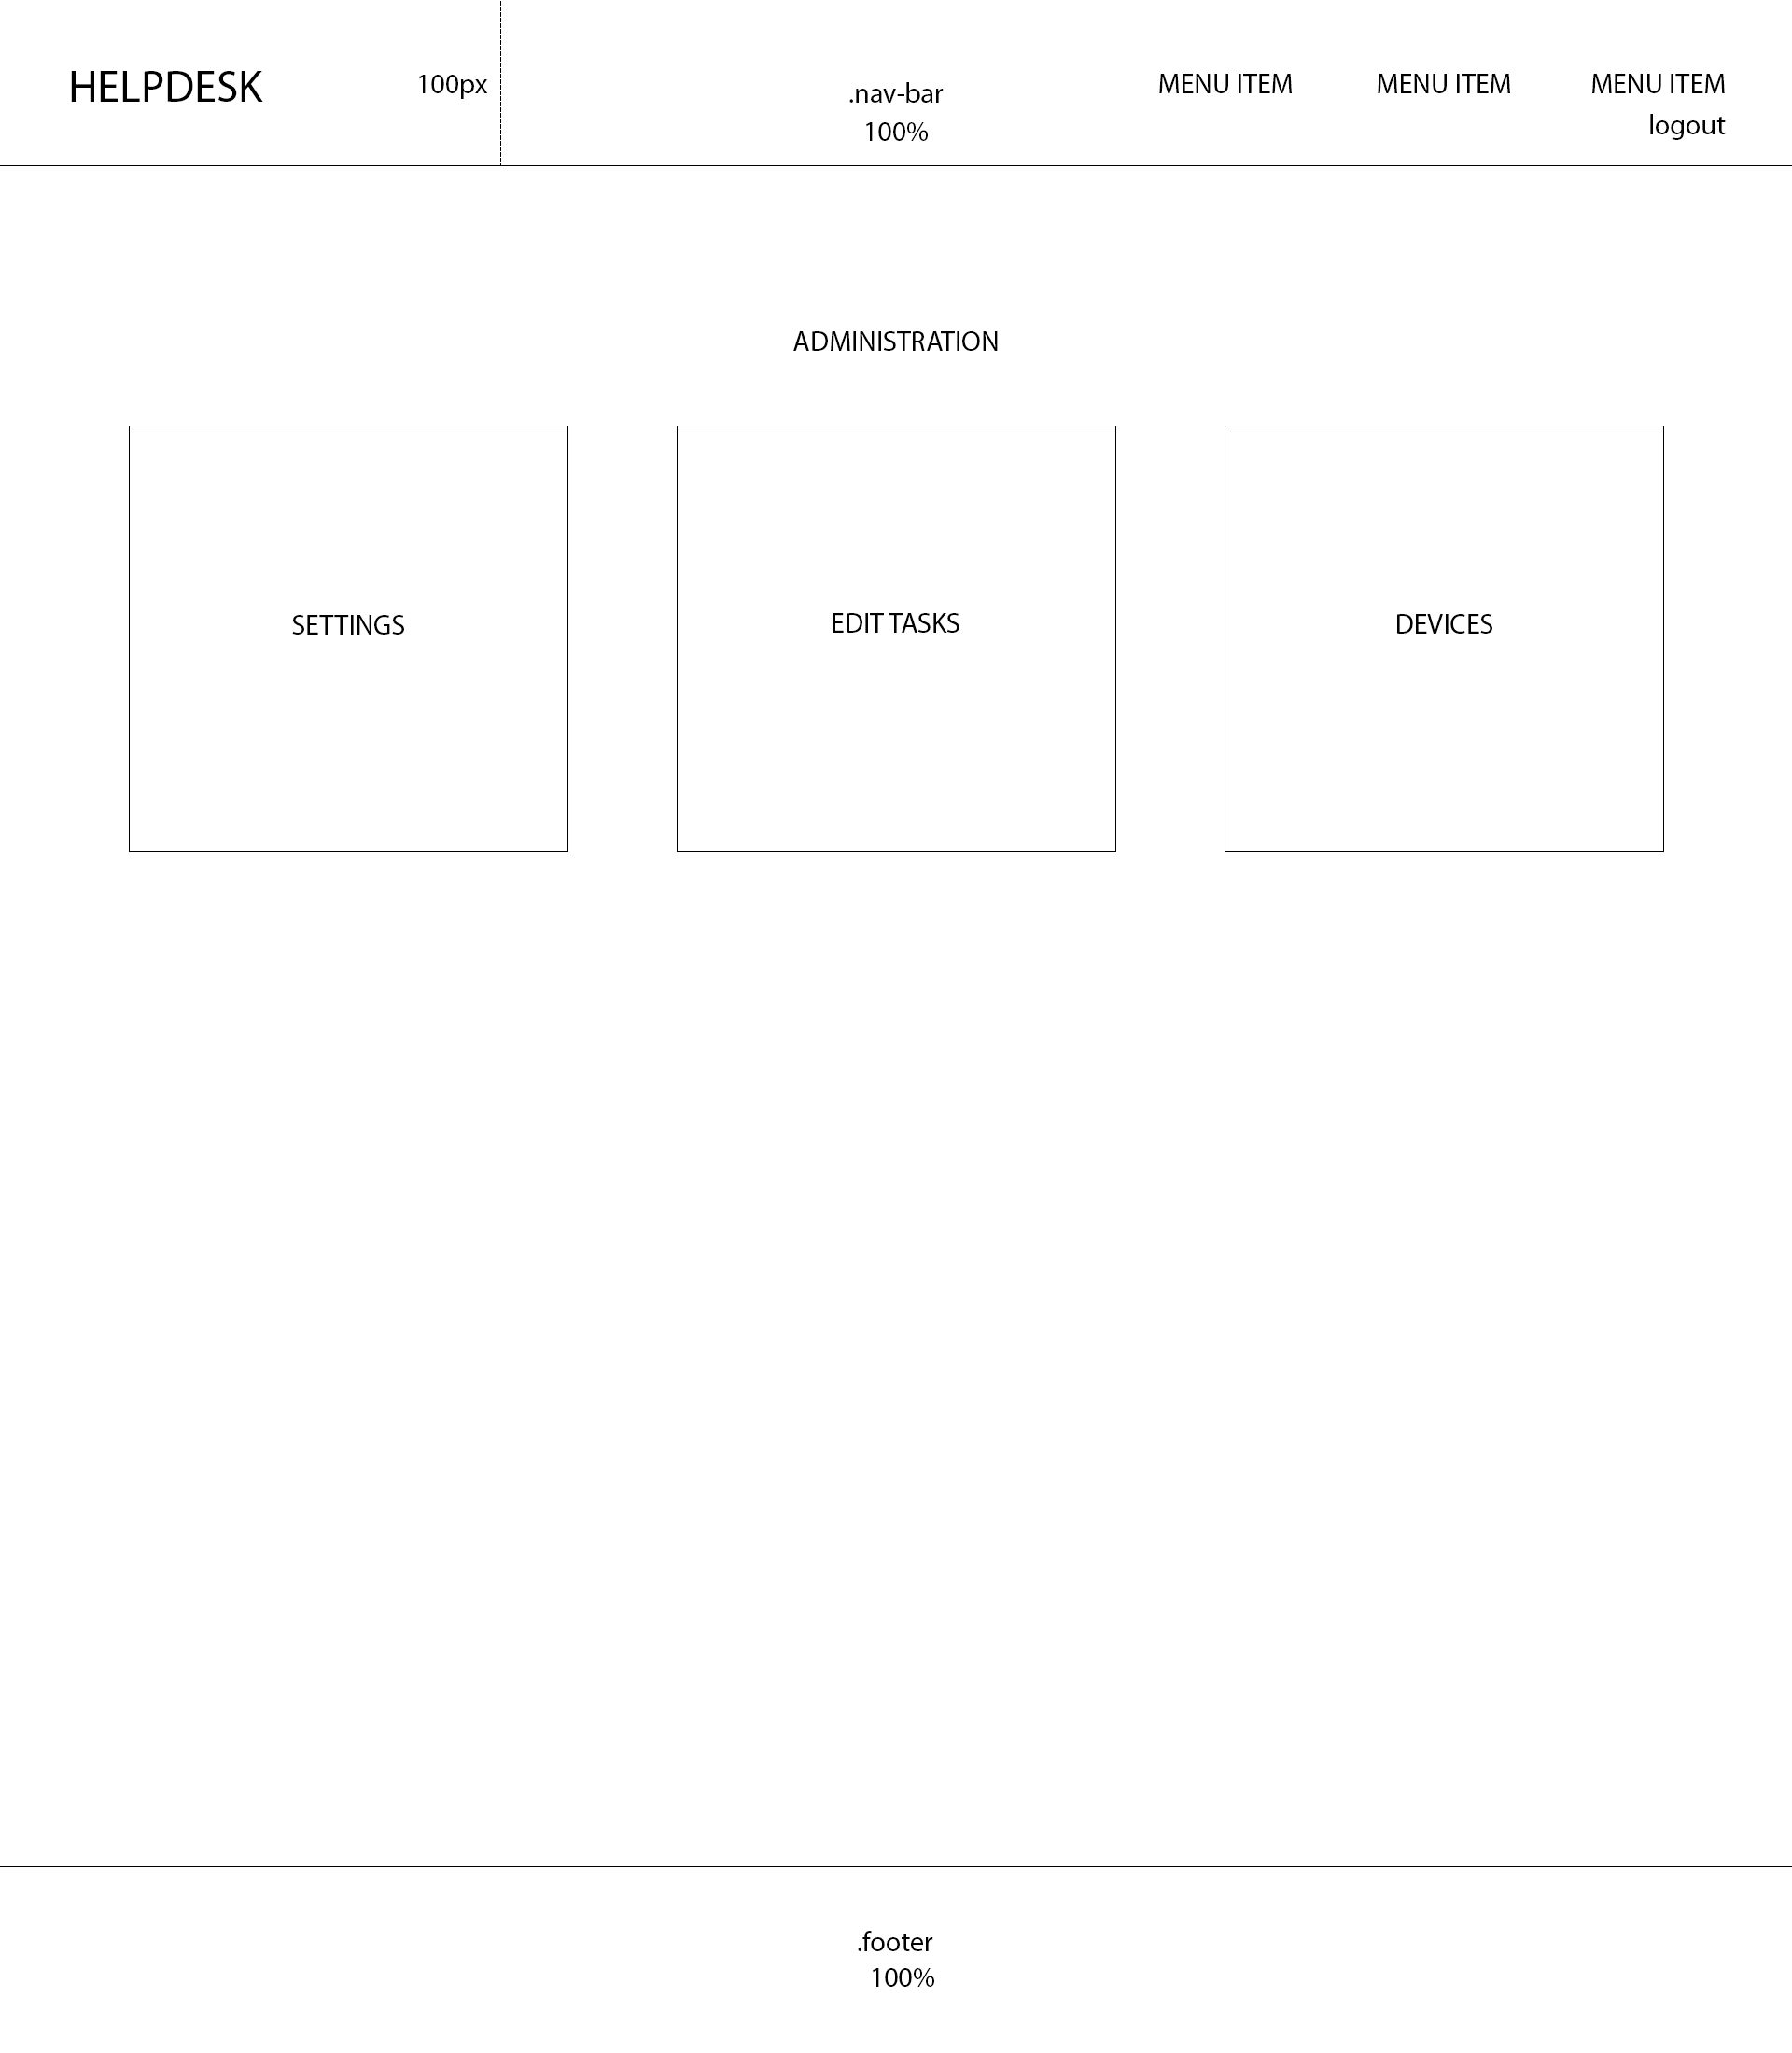 HELPDESK
100px
.nav-bar
100%
MENU ITEM
MENU ITEM
MENU ITEM
logout
ADMINISTRATION
SETTINGS
EDIT TASKS
DEVICES
.footer
100%